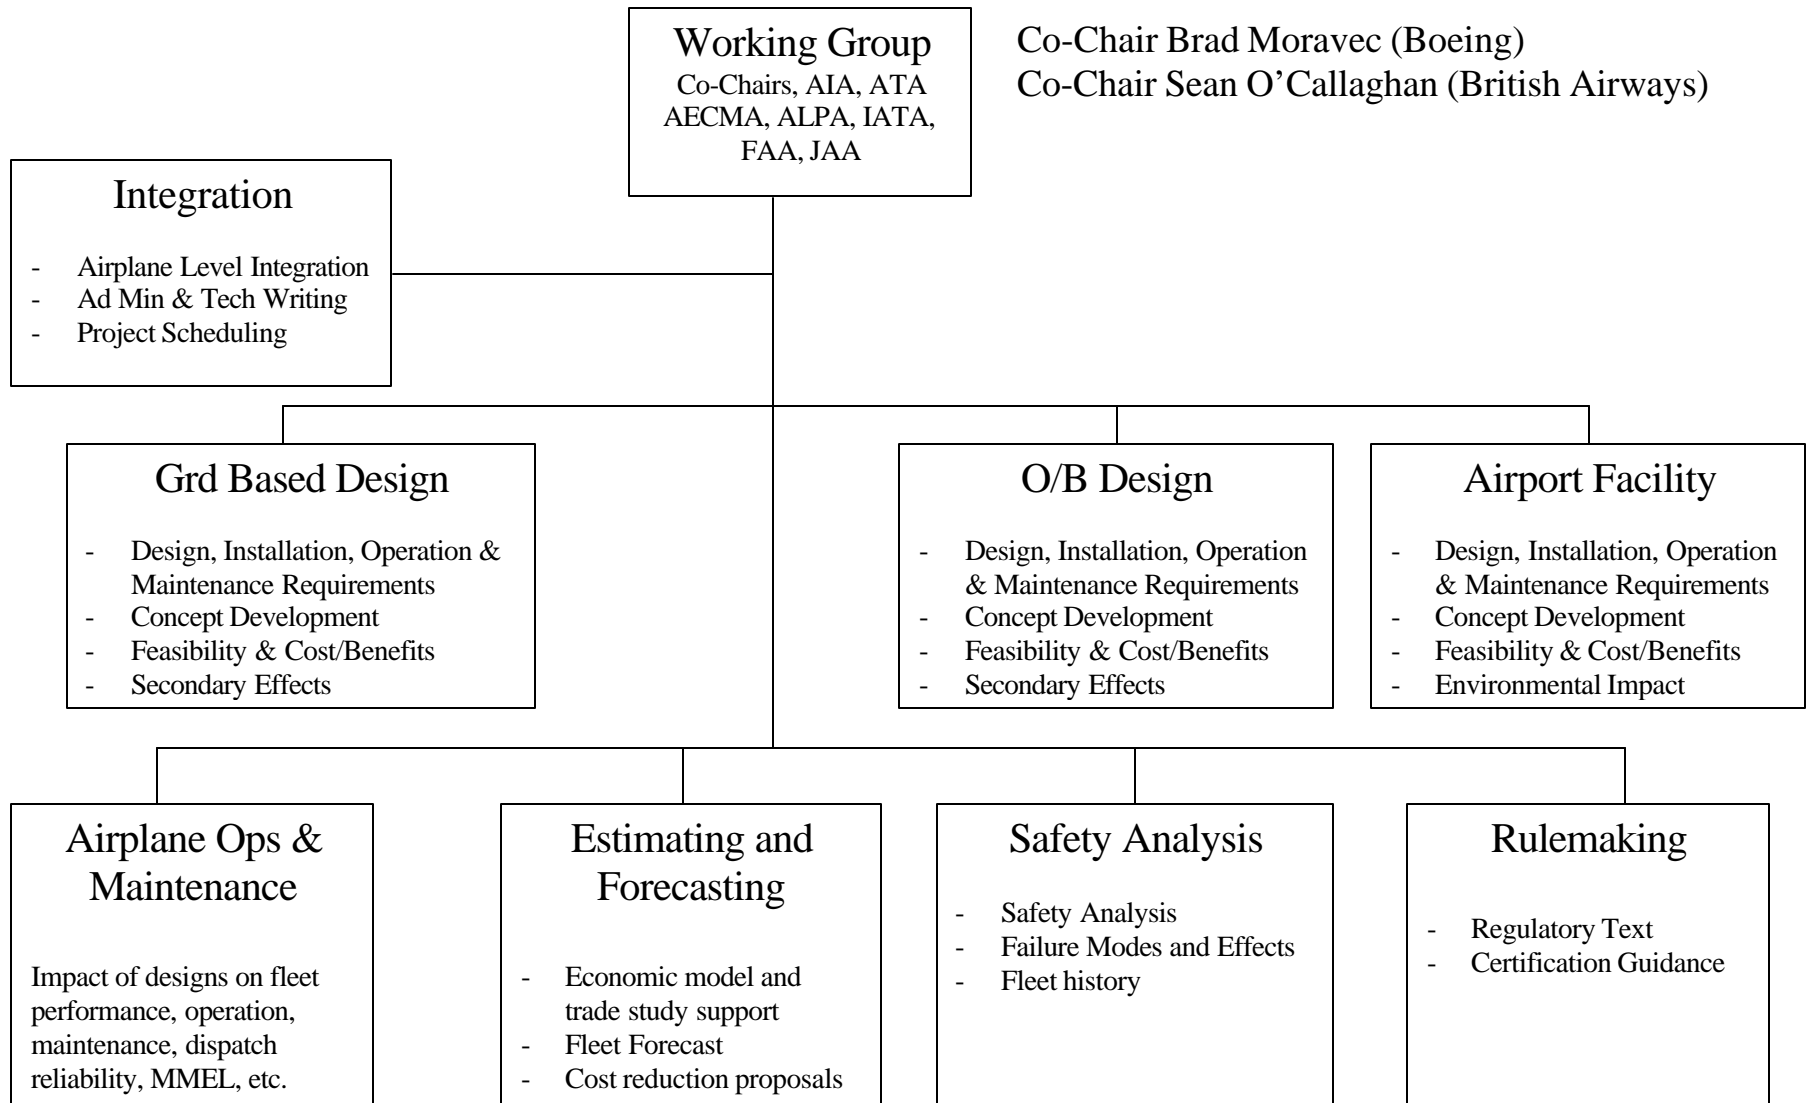 Working Group
Co-Chairs, AIA, ATA
AECMA, ALPA, IATA,
FAA, JAA
Co-Chair Brad Moravec (Boeing)
Co-Chair Sean O’Callaghan (British Airways)
Integration
- Airplane Level Integration
- Ad Min & Tech Writing
- Project Scheduling
Grd Based Design
- Design, Installation, Operation &
Maintenance Requirements
- Concept Development
- Feasibility & Cost/Benefits
- Secondary Effects
O/B Design
- Design, Installation, Operation
& Maintenance Requirements
- Concept Development
- Feasibility & Cost/Benefits
- Secondary Effects
Airport Facility
- Design, Installation, Operation
& Maintenance Requirements
- Concept Development
- Feasibility & Cost/Benefits
- Environmental Impact
Airplane Ops &
Maintenance
Impact of designs on fleet
performance, operation,
maintenance, dispatch
reliability, MMEL, etc.
Estimating and
Forecasting
- Economic model and
trade study support
- Fleet Forecast
- Cost reduction proposals
Safety Analysis
- Safety Analysis
- Failure Modes and Effects
- Fleet history
Rulemaking
- Regulatory Text
- Certification Guidance